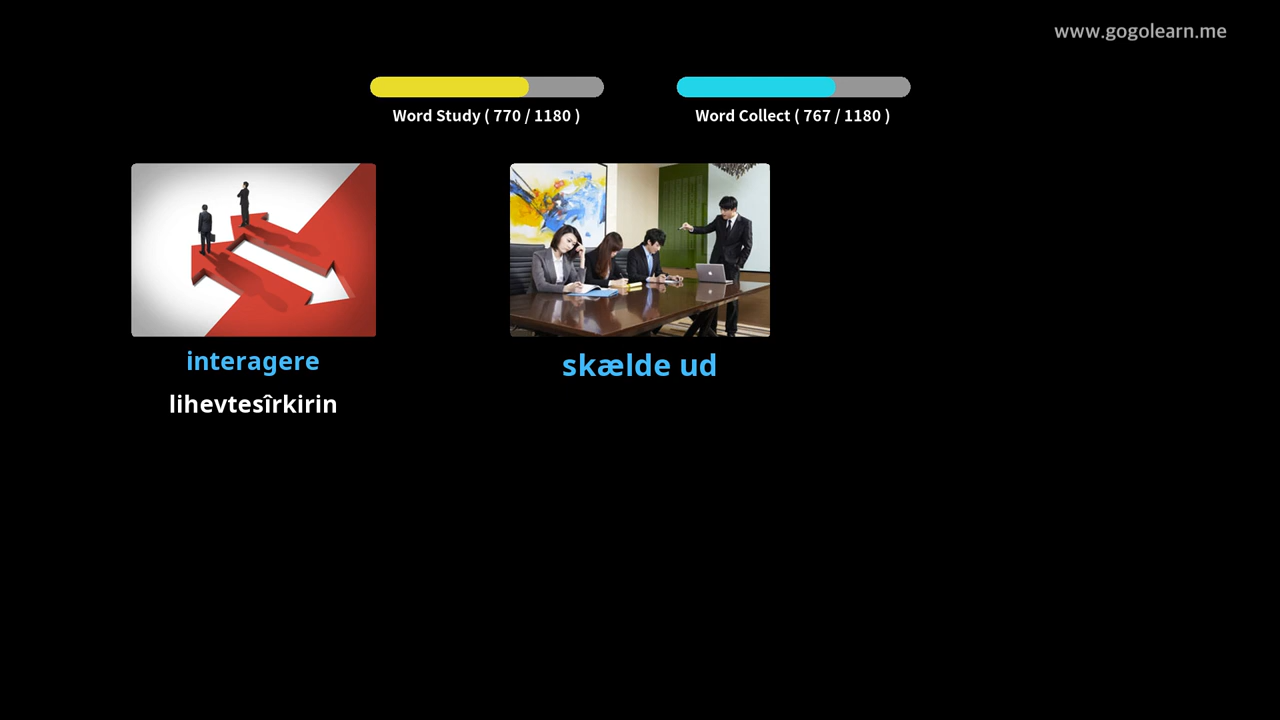 www.gogolearn.me
Word Study ( 770 / 1180 )
Word Collect ( 767 / 1180 )
interagere
skælde ud
lihevtesîrkirin